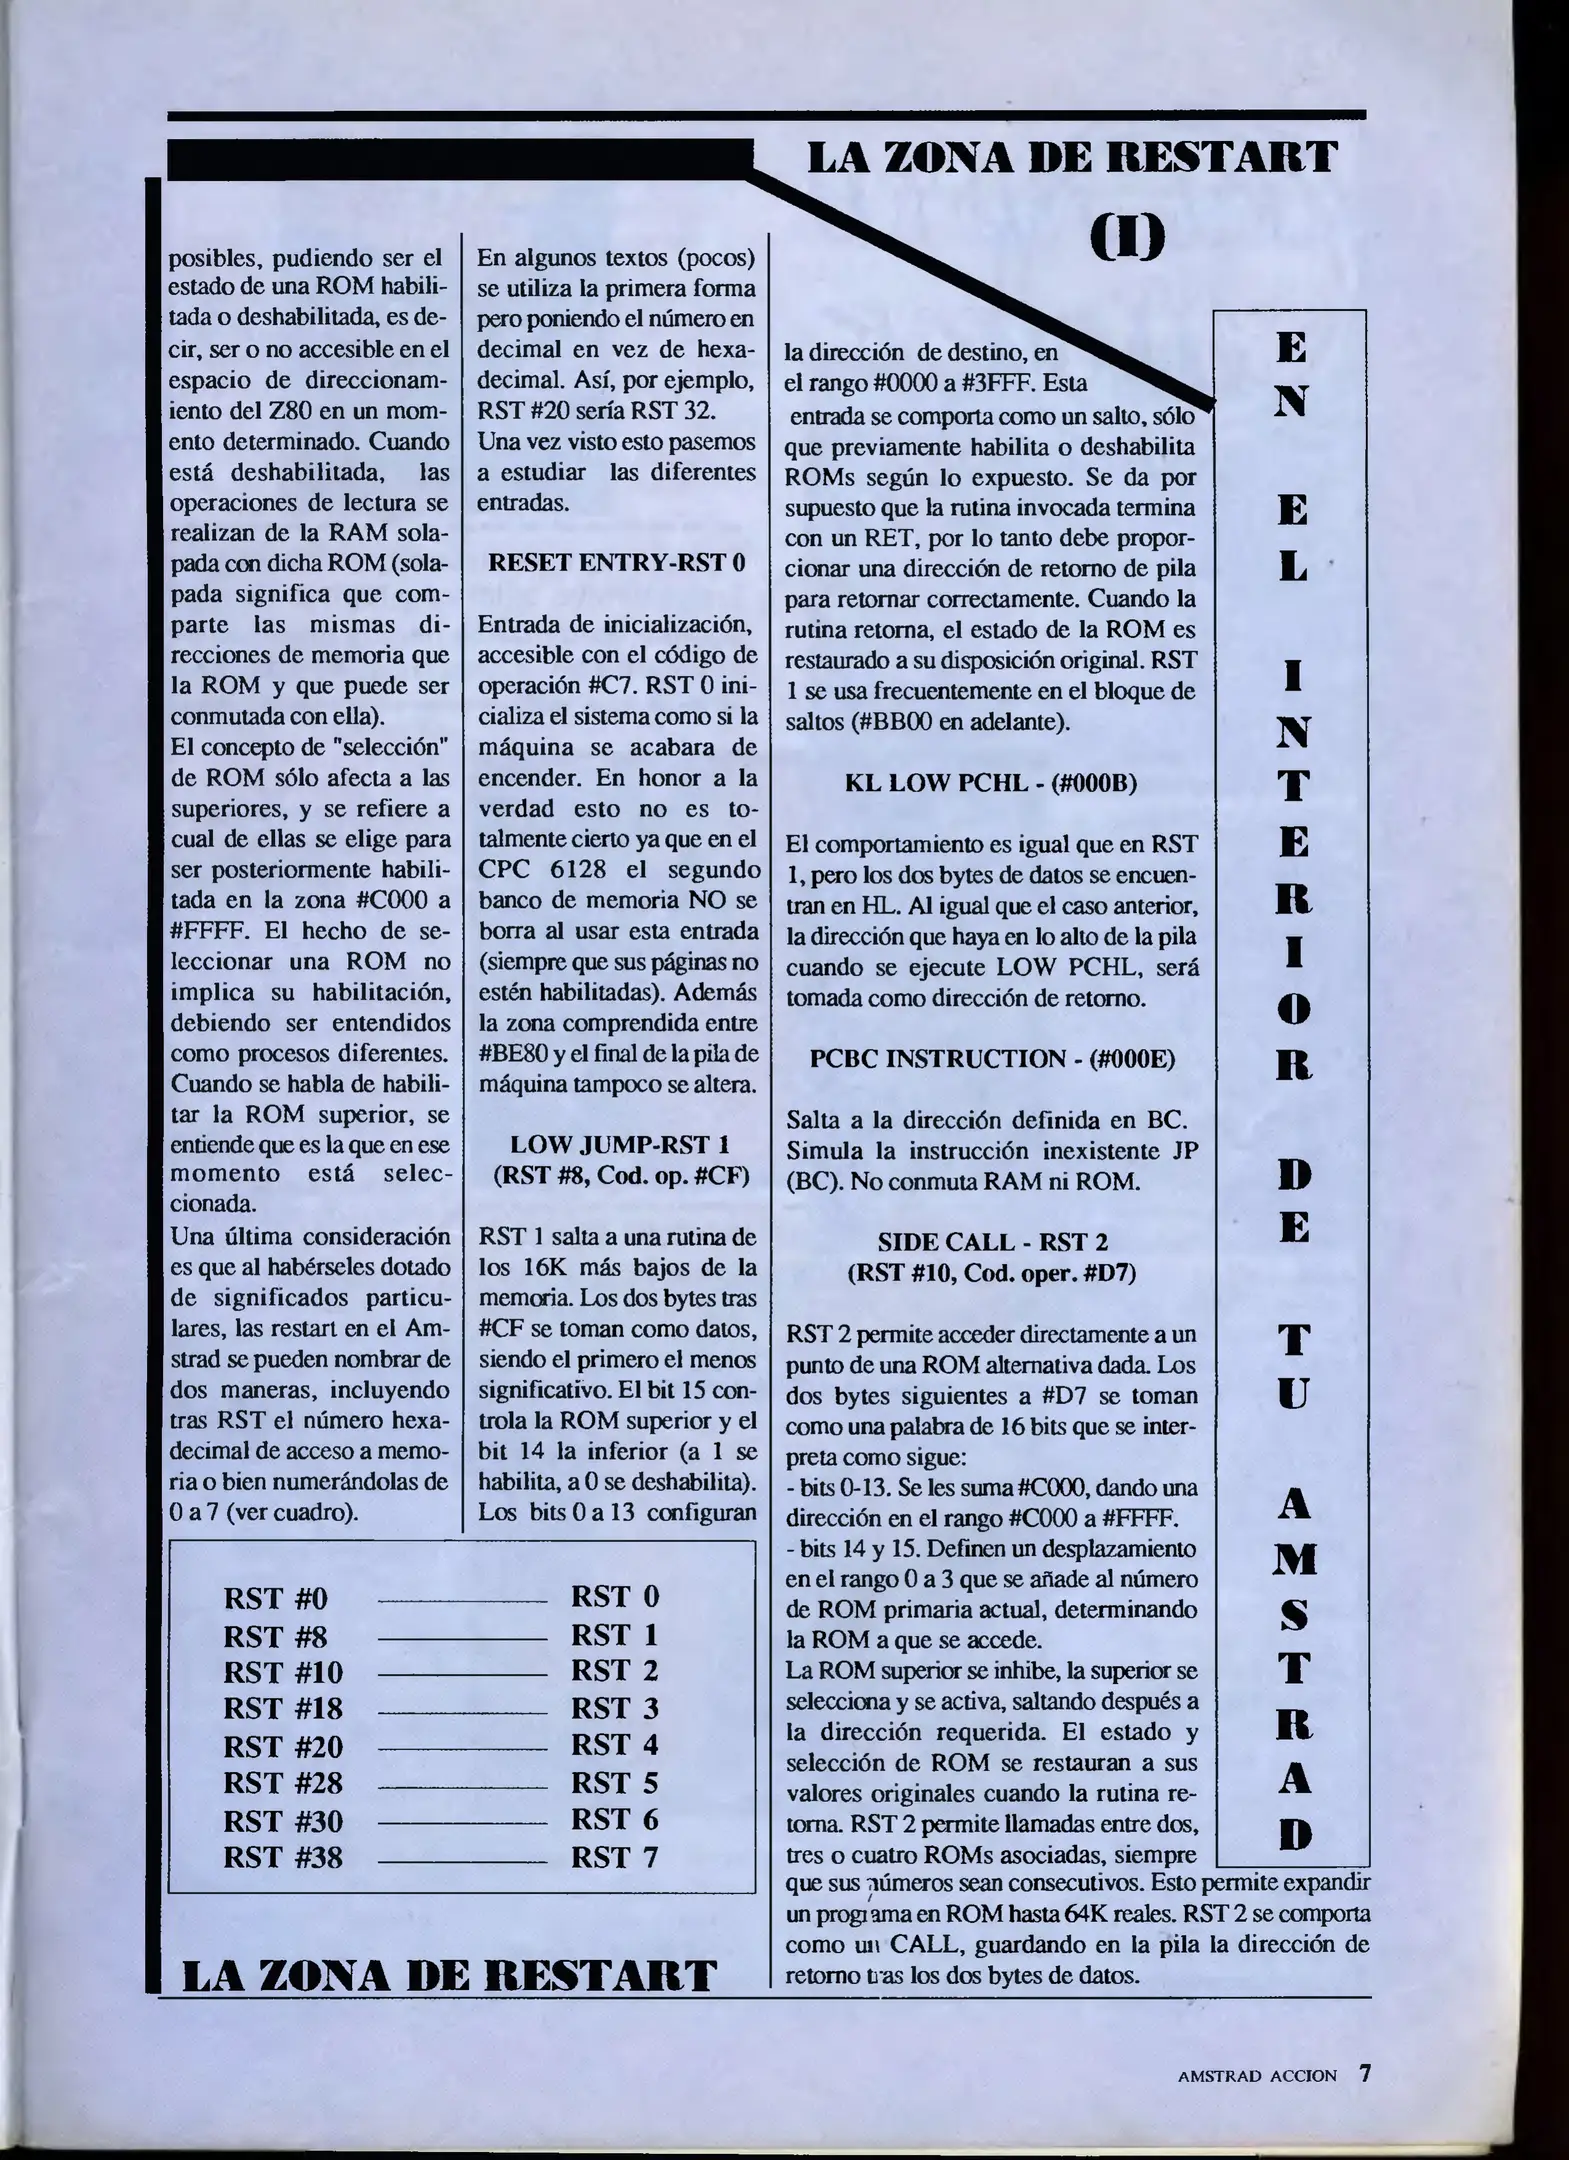 LA ZONA DE RESTART
(I)
posibles, pudiendo ser el
estado de una ROM habili-
tada o deshabilitada, es de-
cir, ser o no accesible en el
espacio de direccionam-
iento del Z80 en un mom-
ento determinado. Cuando
está deshabilitada, las
operaciones de lectura se
realizan de la RAM sola-
pada con dicha ROM (sola-
pada significa que com-
parte las mismas di-
recciones de memoria que
la ROM y que puede ser
conmutada con ella).
El concepto de "selección"
de ROM sólo afecta a las
superiores, y se refiere a
cual de ellas se elige para
ser posteriormente habili-
tada en la zona #C000 a
#FFFF. El hecho de se-
leccionar una ROM no
implica su habilitación,
debiendo ser entendidos
como procesos diferentes.
Cuando se habla de habili-
tar la ROM superior, se
entiende que es la que en ese
momento está selec-
cionada.
Una última consideración
es que al habérseles dotado
de significados particu-
lares, las restart en el Am-
strad se pueden nombrar de
dos maneras, incluyendo
tras RST el número hexa-
decimal de acceso a memo-
ria o bien numerándolas de
0 a 7 (ver cuadro).
En algunos textos (pocos)
se utiliza la primera forma
pero poniendo el número en
decimal en vez de hexa-
decimal. Así, por ejemplo,
RST #20 sería RST 32.
Una vez visto esto pasemos
a estudiar las diferentes
entradas.
RESET ENTRY-RST 0
Entrada de inicialización,
accesible con el código de
operación #C7. RST 0 ini-
cializa el sistema como si la
máquina se acabara de
encender. En honor a la
verdad esto no es to-
talmente cierto ya que en el
CPC 6128 el segundo
banco de memoria NO se
borra al usar esta entrada
(siempre que sus páginas no
estén habilitadas). Además
la zona comprendida entre
#BE80 y el final de la pila de
máquina tampoco se altera.
LOW JUMP-RST 1
(RST #8, Cod. op. #CF)
RST 1 salta a una rutina de
los 16K más bajos de la
memoria. Los dos bytes tras
#CF se toman como datos,
siendo el primero el menos
significativo. El bit 15 con-
trola la ROM superior y el
bit 14 la inferior (a 1 se
habilita, a 0 se deshabilita).
Los bits 0 a 13 configuran
RST #0 RST 0
RST #8 RST 1
RST #10 RST 2
RST #18 RST 3
RST #20 RST 4
RST #28 RST 5
RST #30 RST 6
RST #38 RST 7
LA ZONA DE RESTART
la dirección de destino, en
el rango #0000 a #3FFF. Esta
entrada se comporta como un salto, sólo
que previamente habilita o deshabilita
ROMs según lo expuesto. Se da por
supuesto que la rutina invocada termina
con un RET, por lo tanto debe propor-
cionar una dirección de retorno de pila
para retornar correctamente. Cuando la
rutina retorna, el estado de la ROM es
restaurado a su disposición original. RST
1 se usa frecuentemente en el bloque de
saltos (#BB00 en adelante).
KL LOW PCHL - (#000B)
El comportamiento es igual que en RST
1, pero los dos bytes de datos se encuen-
tran en HL. Al igual que el caso anterior,
la dirección que haya en lo alto de la pila
cuando se ejecute LOW PCHL, será
tomada como dirección de retorno.
PCBC INSTRUCTION - (#000E)
Salta a la dirección definida en BC.
Simula la instrucción inexistente JP
(BC). No conmuta RAM ni ROM.
SIDE CALL - RST 2
(RST #10, Cod. oper. #D7)
RST 2 permite acceder directamente a un
punto de una ROM alternativa dada. Los
dos bytes siguientes a #D7 se toman
como una palabra de 16 bits que se inter-
preta como sigue:
- bits 0-13. Se les suma #C000, dando una
dirección en el rango #C000 a #FFFF.
- bits 14 y 15. Definen un desplazamiento
en el rango 0 a 3 que se añade al número
de ROM primaria actual, determinando
la ROM a que se accede.
La ROM superior se inhibe, la superior se
selecciona y se activa, saltando después a
la dirección requerida. El estado y
selección de ROM se restauran a sus
valores originales cuando la rutina re-
torna. RST 2 permite llamadas entre dos,
tres o cuatro ROMs asociadas, siempre
que sus números sean consecutivos. Esto permite expandir
un programa en ROM hasta 64K reales. RST 2 se comporta
como un CALL, guardando en la pila la dirección de
retorno tras los dos bytes de datos.
EN EL INTERIOR DE TU AMSTRAD
AMSTRAD ACCION 7